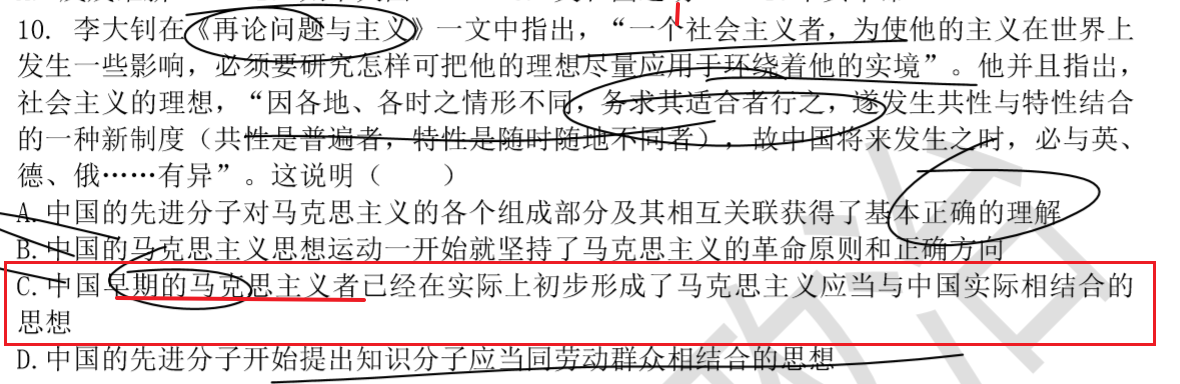 10. 李大钊在《再论问题与主义》一文中指出，“一个社会主义者，为使他的主义在世界上
发生一些影响，必须要研究怎样可把他的理想尽量应用于环绕着他的实境”。他并且指出，
社会主义的理想，“因各地、各时之情形不同，务求其适合者行之，遂发生共性与特性结合
的一种新制度（共性是普遍者，特性是随时随地不同者），故中国将来发生之时，必与英、
德、俄……有异”。这说明（　　）
A.中国的先进分子对马克思主义的各个组成部分及其相互关联获得了基本正确的理解
B.中国的马克思主义思想运动一开始就坚持了马克思主义的革命原则和正确方向
C.中国早期的马克思主义者已经在实际上初步形成了马克思主义应当与中国实际相结合的
思想
D.中国的先进分子开始提出知识分子应当同劳动群众相结合的思想
政治